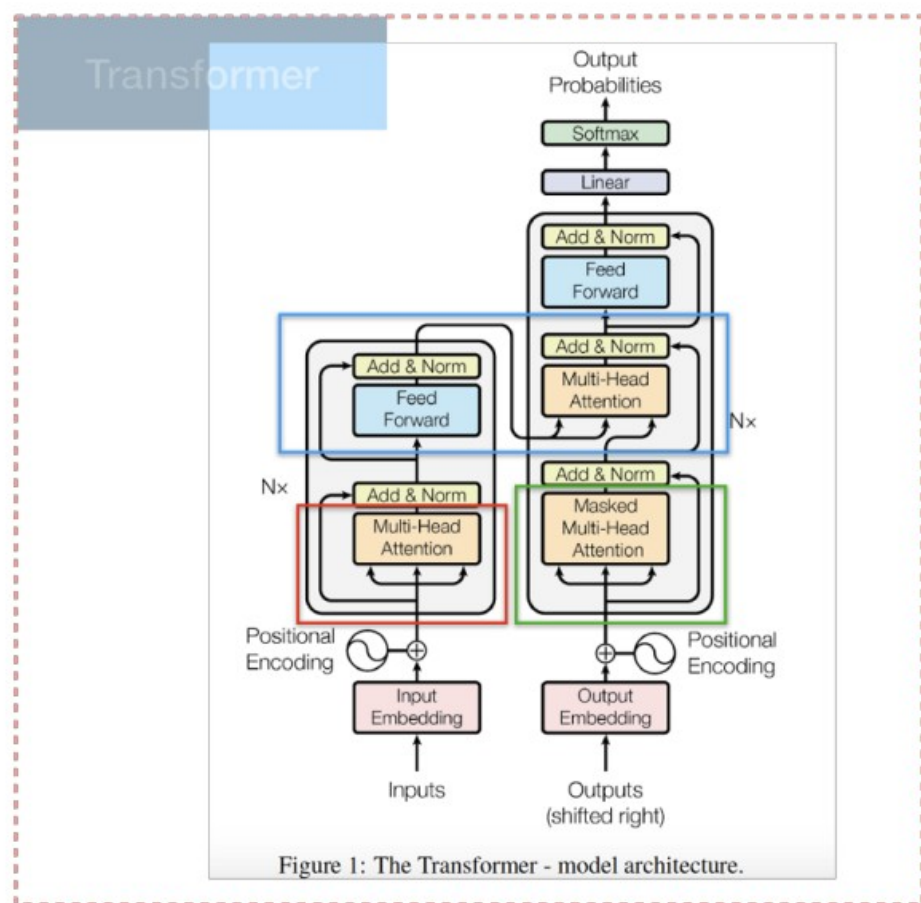 Transformer
Output
Probabilities
Softmax
Linear
Add & Norm
Feed
Forward
Add & Norm
Multi-Head
Attention
Nx
Add & Norm
Masked
Multi-Head
Attention
Add & Norm
Feed
Forward
Nx
Add & Norm
Multi-Head
Attention
Positional
Encoding
Positional
Encoding
Input
Embedding
Output
Embedding
Inputs
Outputs
(shifted right)
Figure 1: The Transformer - model architecture.